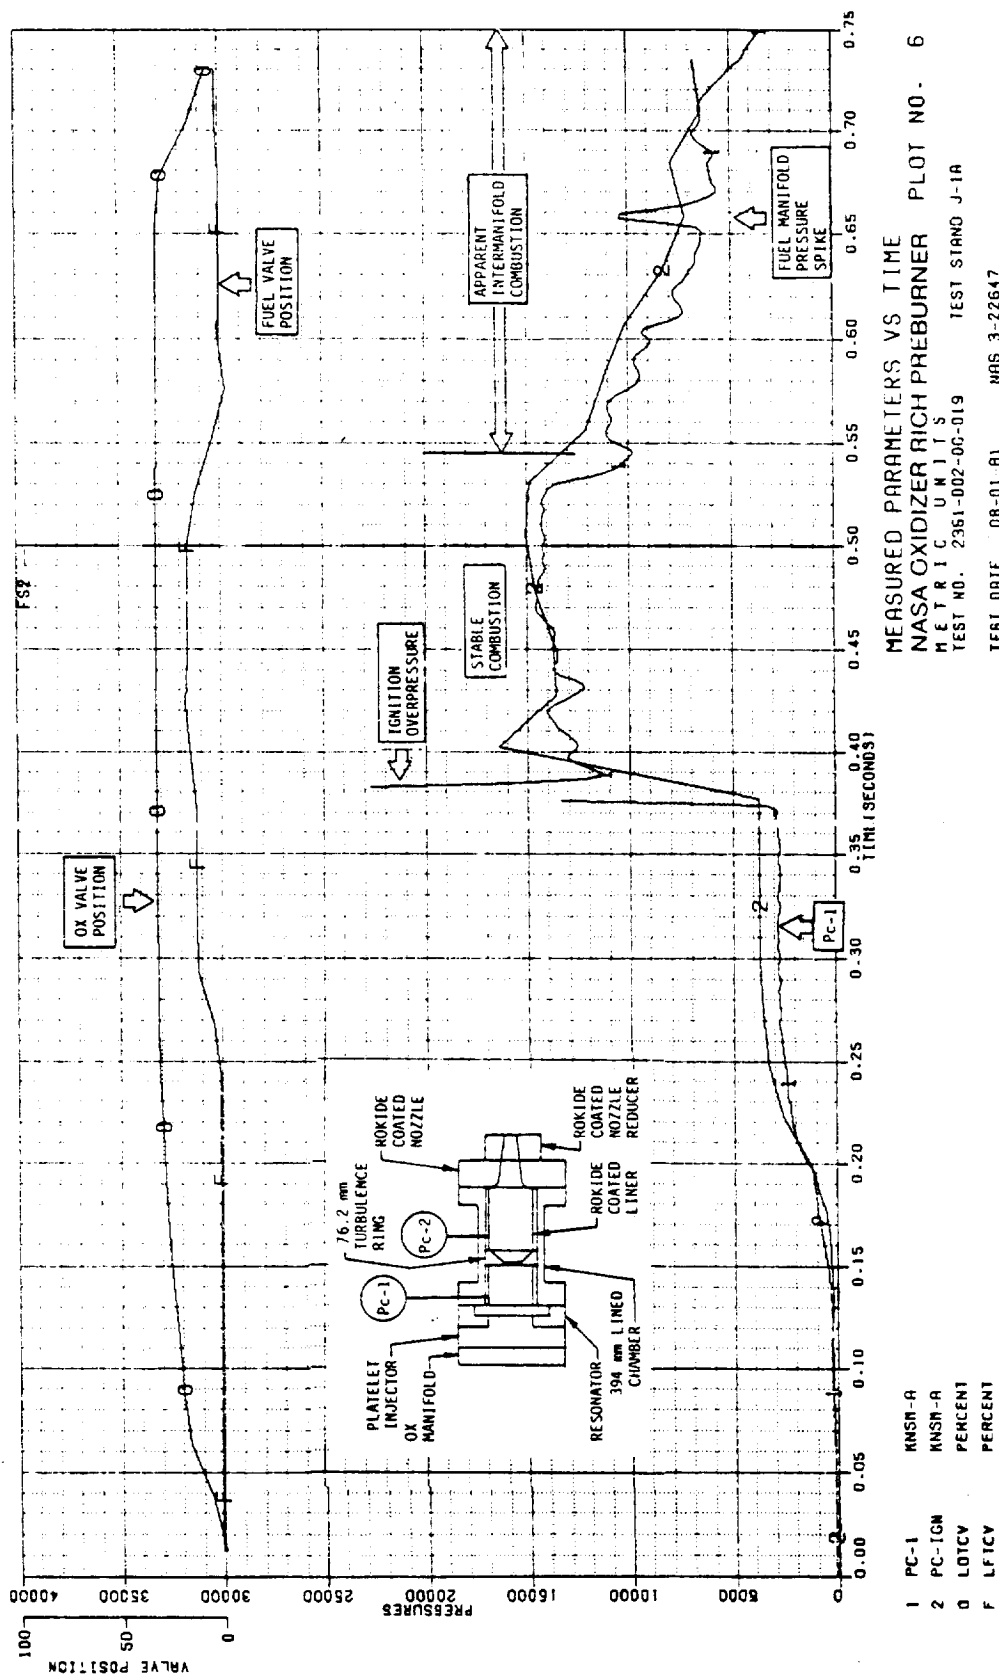 FS2
OX VALVE
POSITION
FUEL VALVE
POSITION
IGNITION
OVERPRESSURE
STABLE
COMBUSTION
APPARENT
INTERMANIFOLD
COMBUSTION
FUEL MANIFOLD
PRESSURE
SPIKE
Pc-1
PLATELET
INJECTOR
OX
MANIFOLD
Pc-1
76.2 mm
TURBULENCE
RING
Pc-2
ROKIDE
COATED
NOZZLE
RESONATOR
394 mm LINED
CHAMBER
ROKIDE
COATED
LINER
ROKIDE
COATED
NOZZLE
REDUCER
VALVE POSITION
100
0
PRESSURES
40000
35000
30000
25000
20000
15000
10000
5000
0
0.00 0.05 0.10 0.15 0.20 0.25 0.30 0.35 0.40 0.45 0.50 0.55 0.60 0.65 0.70 0.75
TIME(SECONDS)
1 PC-1 KNSM-A
2 PC-IGN KNSM-A
O LOTCV PERCENT
F LFTCV PERCENT
MEASURED PARAMETERS VS TIME
NASA OXIDIZER RICH PREBURNER PLOT NO. 6
METRIC UNITS
TEST NO. 2361-D02-0G-019 TEST STAND J-1A
TEST DATE 08-01-81 NAS 3-22647